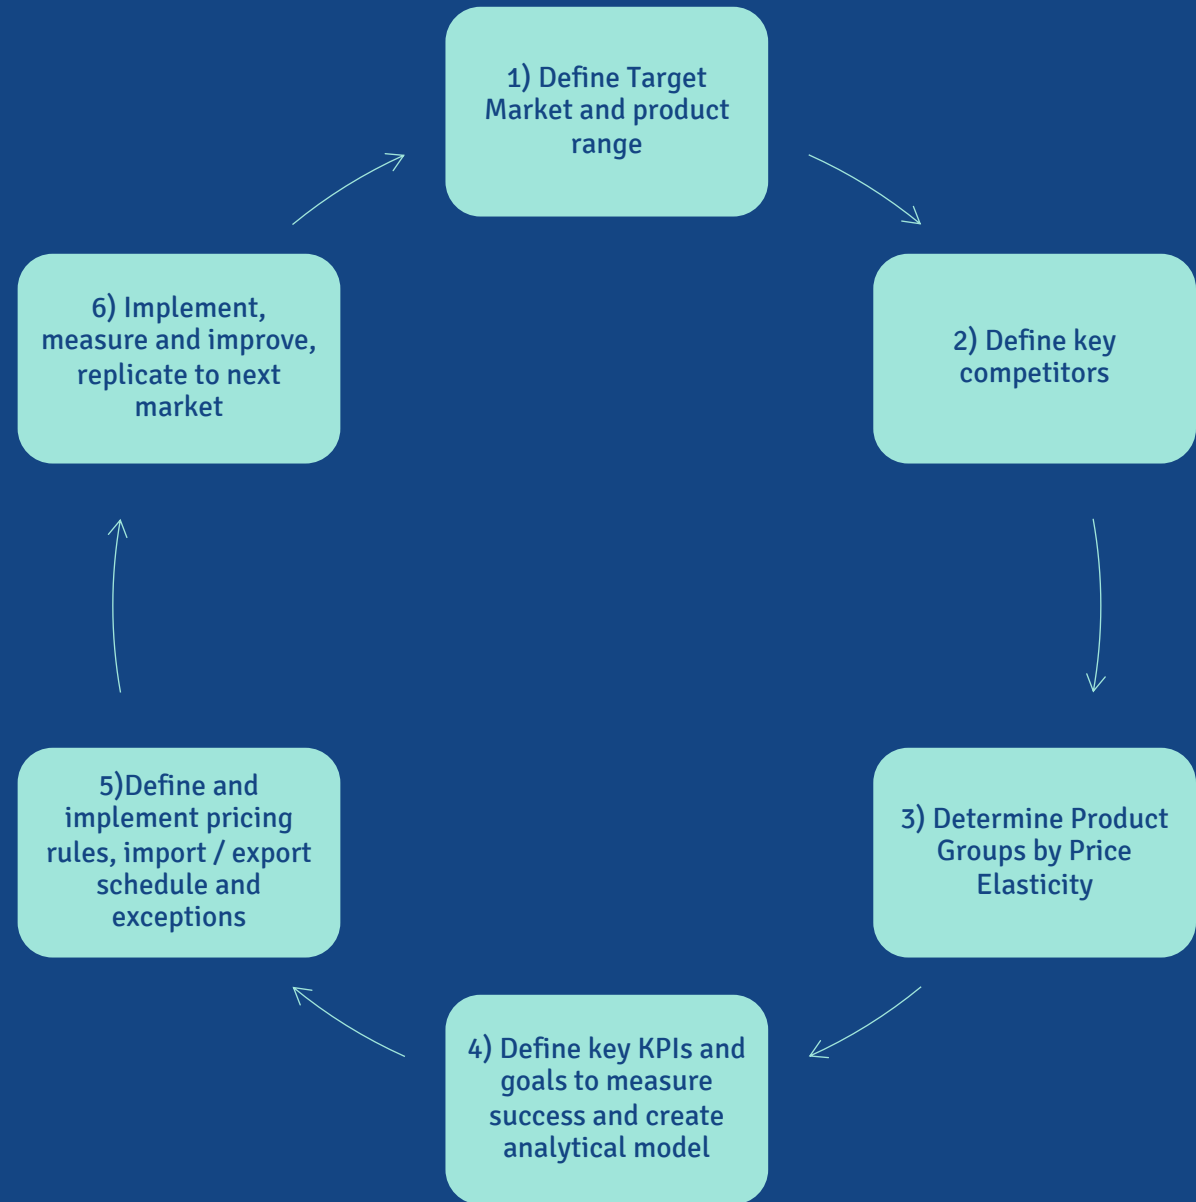 1) Define Target
Market and product
range
2) Define key
competitors
3) Determine Product
Groups by Price
Elasticity
4) Define key KPIs and
goals to measure
success and create
analytical model
5)Define and
implement pricing
rules, import / export
schedule and
exceptions
6) Implement,
measure and improve,
replicate to next
market